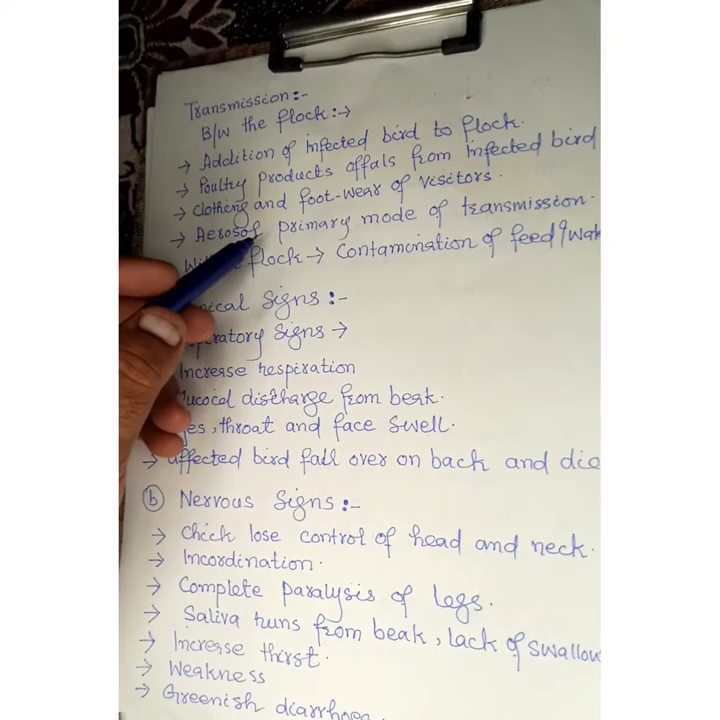 Transmission:-
B/w the flock:→
→ Addition of infected bird to flock.
→ Poultry products offals from infected bird
→ Clothing and foot-wear of visitors.
→ Aerosol primary mode of transmission.
flock → Contamination of feed/
Signs:-
Signs →
Increase respiration
discharge from beak.
, throat and face swell.
→ affected bird fall over on back and die
(b) Nervous Signs:-
→ Chick lose control of head and neck.
→ Incordination.
→ Complete paralysis of legs.
→ Saliva runs from beak, lack of swallow
→ Increase thirst.
→ Weakness
→ Greenish diarrhoea.